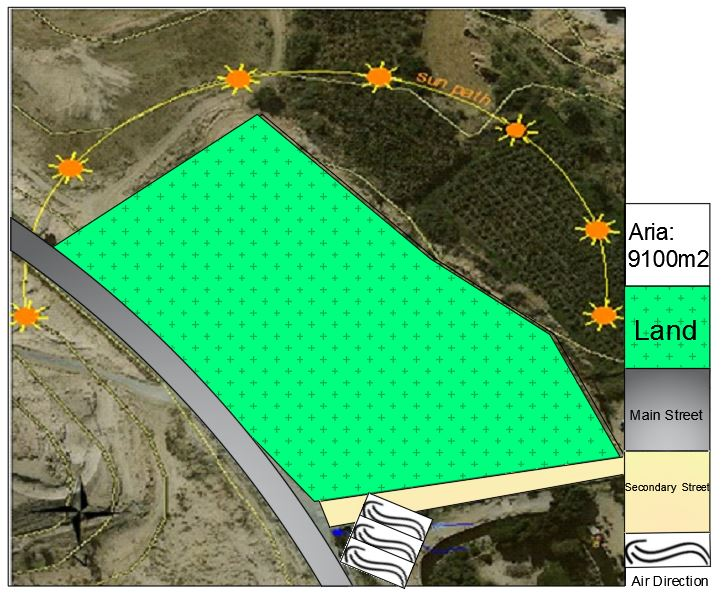 sun path
Aria:
9100m2
Land
Main Street
Secondary Street
Air Direction